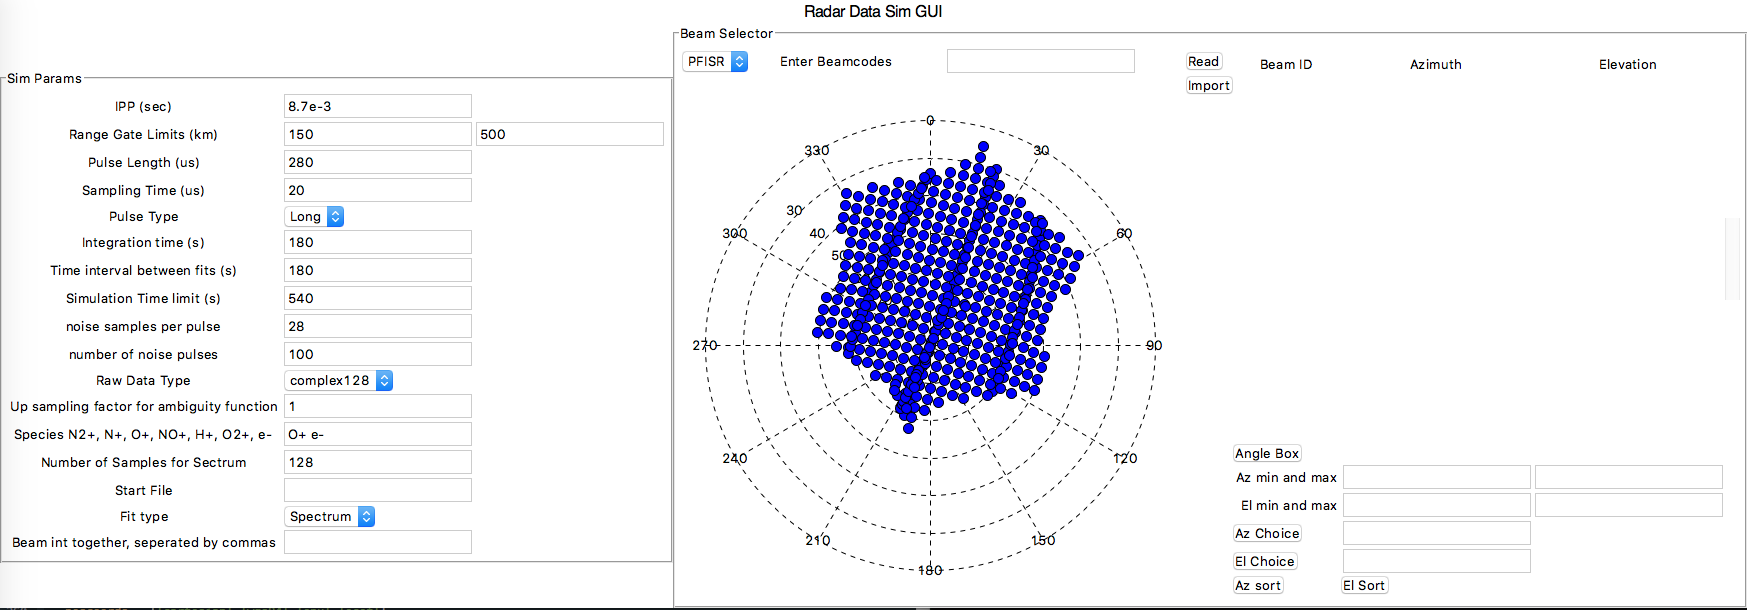 Radar Data Sim GUI
Sim Params
IPP (sec) 8.7e-3
Range Gate Limits (km) 150 500
Pulse Length (us) 280
Sampling Time (us) 20
Pulse Type Long
Integration time (s) 180
Time interval between fits (s) 180
Simulation Time limit (s) 540
noise samples per pulse 28
number of noise pulses 100
Raw Data Type complex128
Up sampling factor for ambiguity function 1
Species N2+, N+, O+, NO+, H+, O2+, e- O+ e-
Number of Samples for Sectrum 128
Start File
Fit type Spectrum
Beam int together, seperated by commas
Beam Selector
PFISR Enter Beamcodes Read Beam ID Azimuth Elevation
Import
0
330 30
30
300 40 60
270 90
240 120
210 150
180
Angle Box
Az min and max
El min and max
Az Choice
El Choice
Az sort El Sort